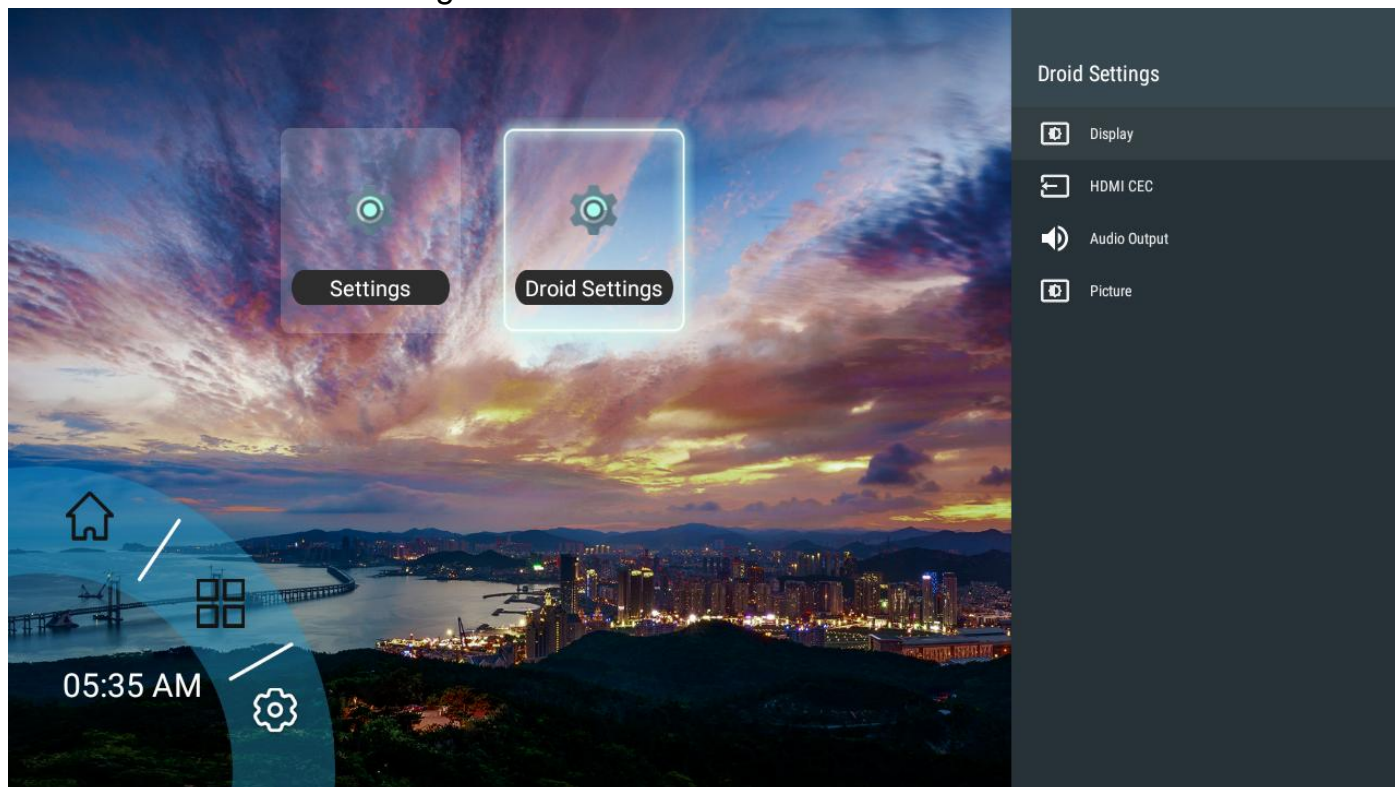 Settings
Droid Settings
05:35 AM
Droid Settings
Display
HDMI CEC
Audio Output
Picture